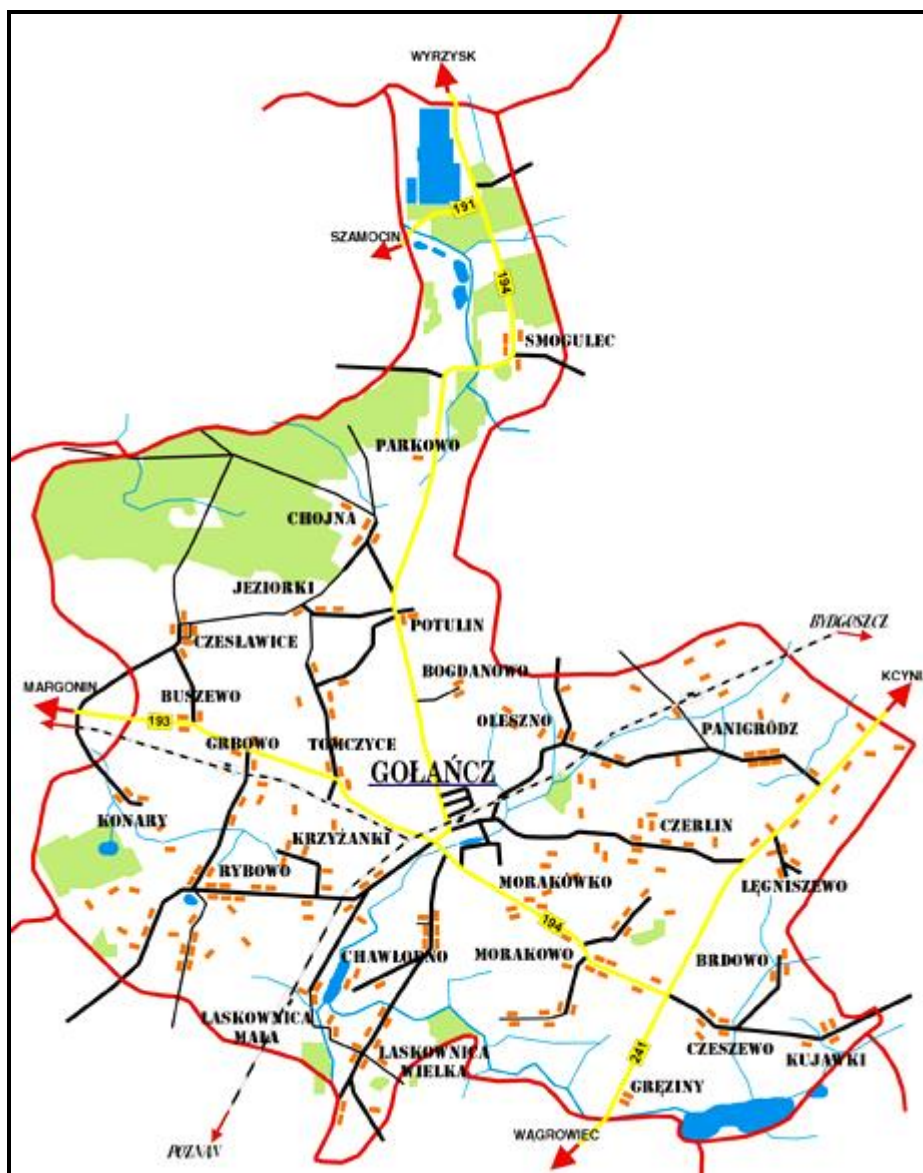 WYRZYSK
191
SZAMOCIN
194
SMOGULEC
PARKOWO
CHOJNA
JEZIORKI
POTULIN
BYDGOSZCZ
CZESŁAWICE
BOGDANOWO
MARGONIN
KCYNIA
BUSZEWO
193
OLESZNO
PANIGRÓDZ
GRBOWO
TOMCZYCE
GOŁAŃCZ
KONARY
KRZYŻANKI
CZERLIN
RYBOWO
MORAKÓWKO
ŁĘGNISZEWO
194
CHAWŁODNO
MORAKOWO
BRDOWO
LASKOWNICA
MAŁA
LASKOWNICA
WIELKA
241
CZESZEWO
KUJAWKI
GRĘZINY
POZNAŃ
WĄGROWIEC